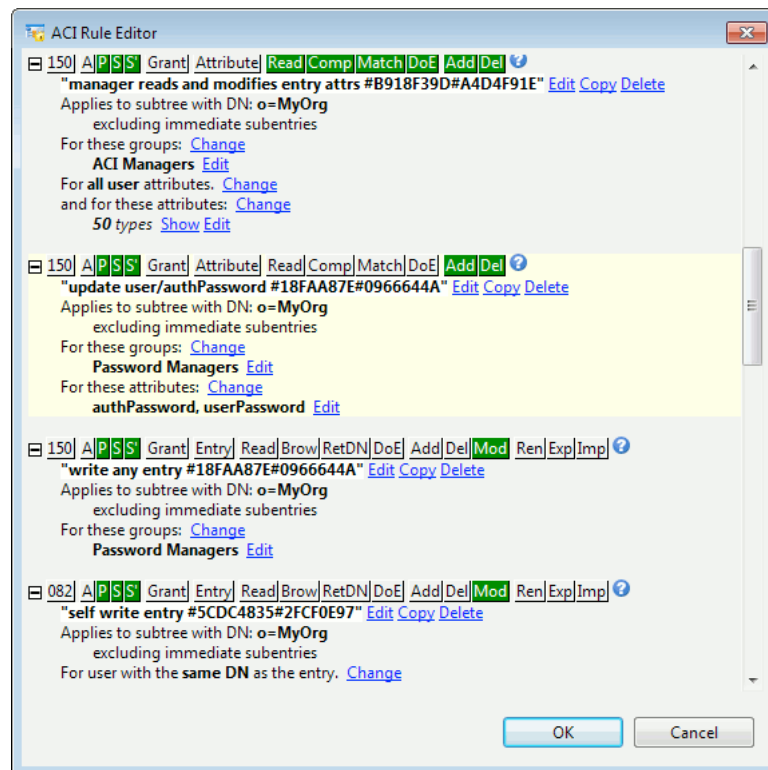 ACI Rule Editor
150 A P S S' Grant Attribute Read Comp Match DoE Add Del ?
"manager reads and modifies entry attrs #B918F39D#A4D4F91E" Edit Copy Delete
Applies to subtree with DN: o=MyOrg
excluding immediate subentries
For these groups: Change
ACI Managers Edit
For all user attributes. Change
and for these attributes: Change
50 types Show Edit
150 A P S S' Grant Attribute Read Comp Match DoE Add Del ?
"update user/authPassword #18FAA87E#0966644A" Edit Copy Delete
Applies to subtree with DN: o=MyOrg
excluding immediate subentries
For these groups: Change
Password Managers Edit
For these attributes: Change
authPassword, userPassword Edit
150 A P S S' Grant Entry Read Brow RetDN DoE Add Del Mod Ren Exp Imp ?
"write any entry #18FAA87E#0966644A" Edit Copy Delete
Applies to subtree with DN: o=MyOrg
excluding immediate subentries
For these groups: Change
Password Managers Edit
082 A P S S' Grant Entry Read Brow RetDN DoE Add Del Mod Ren Exp Imp ?
"self write entry #5CDC4835#2FCF0E97" Edit Copy Delete
Applies to subtree with DN: o=MyOrg
excluding immediate subentries
For user with the same DN as the entry. Change
OK Cancel